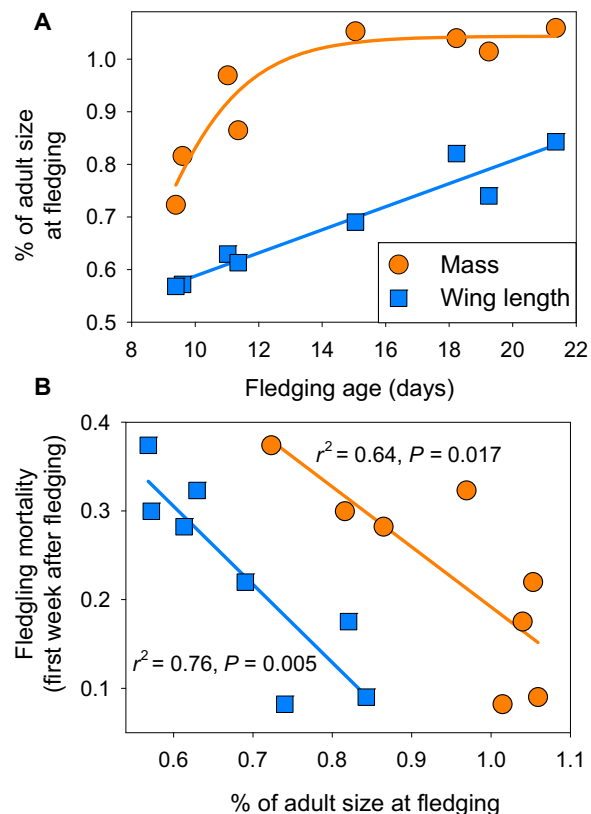 A
% of adult size
at fledging
1.0
0.9
0.8
0.7
0.6
0.5
Mass
Wing length
8 10 12 14 16 18 20 22
Fledging age (days)
B
Fledgling mortality
(first week after fledging)
0.4
0.3
0.2
0.1
r² = 0.64, P = 0.017
r² = 0.76, P = 0.005
0.6 0.7 0.8 0.9 1.0 1.1
% of adult size at fledging